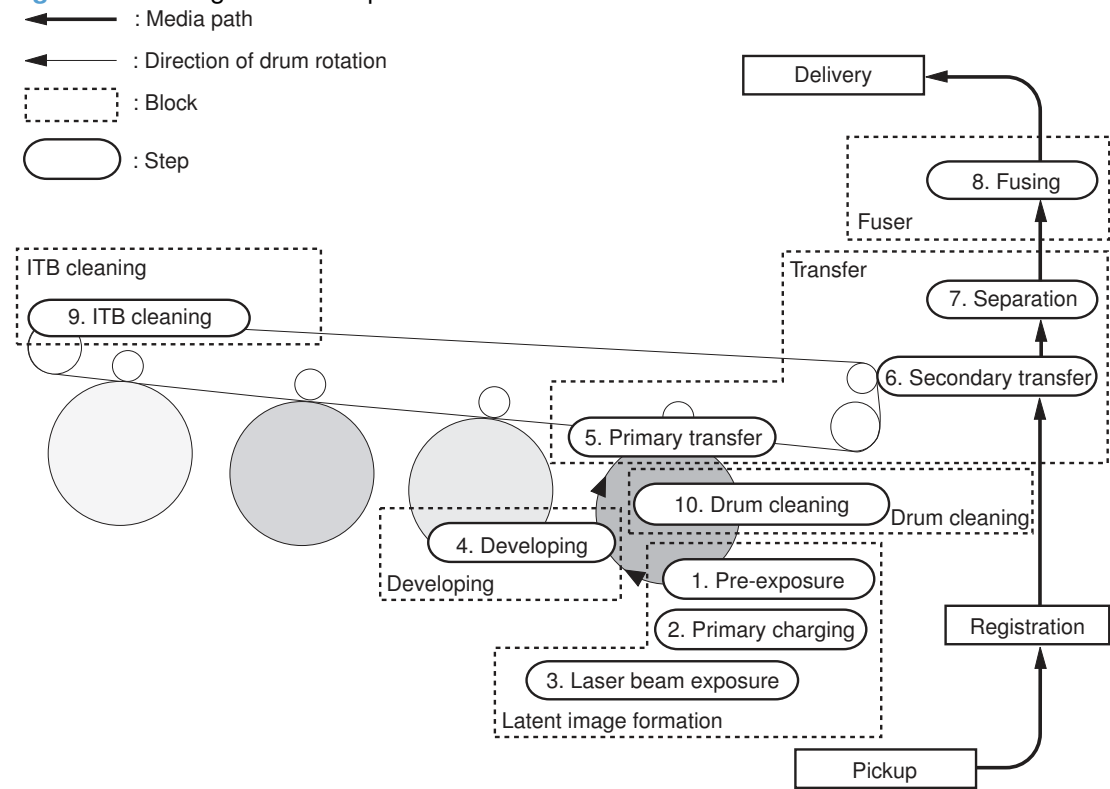 : Media path
: Direction of drum rotation
: Block
: Step
Delivery
8. Fusing
Fuser
ITB cleaning
Transfer
9. ITB cleaning
7. Separation
6. Secondary transfer
5. Primary transfer
10. Drum cleaning
Drum cleaning
4. Developing
Developing
1. Pre-exposure
2. Primary charging
Registration
3. Laser beam exposure
Latent image formation
Pickup